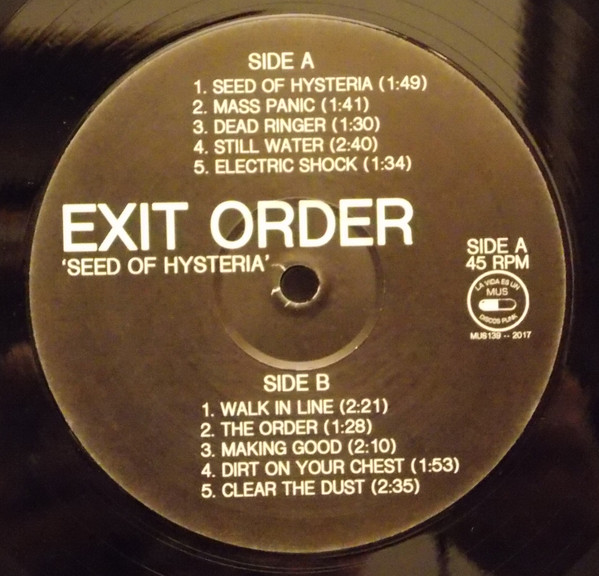 SIDE A
1. SEED OF HYSTERIA (1:49)
2. MASS PANIC (1:41)
3. DEAD RINGER (1:30)
4. STILL WATER (2:40)
5. ELECTRIC SHOCK (1:34)
EXIT ORDER
'SEED OF HYSTERIA'
SIDE A
45 RPM
LA VIDA ES UN
MUS
DISCOS PUNK
MUS139 -- 2017
SIDE B
1. WALK IN LINE (2:21)
2. THE ORDER (1:28)
3. MAKING GOOD (2:10)
4. DIRT ON YOUR CHEST (1:53)
5. CLEAR THE DUST (2:35)